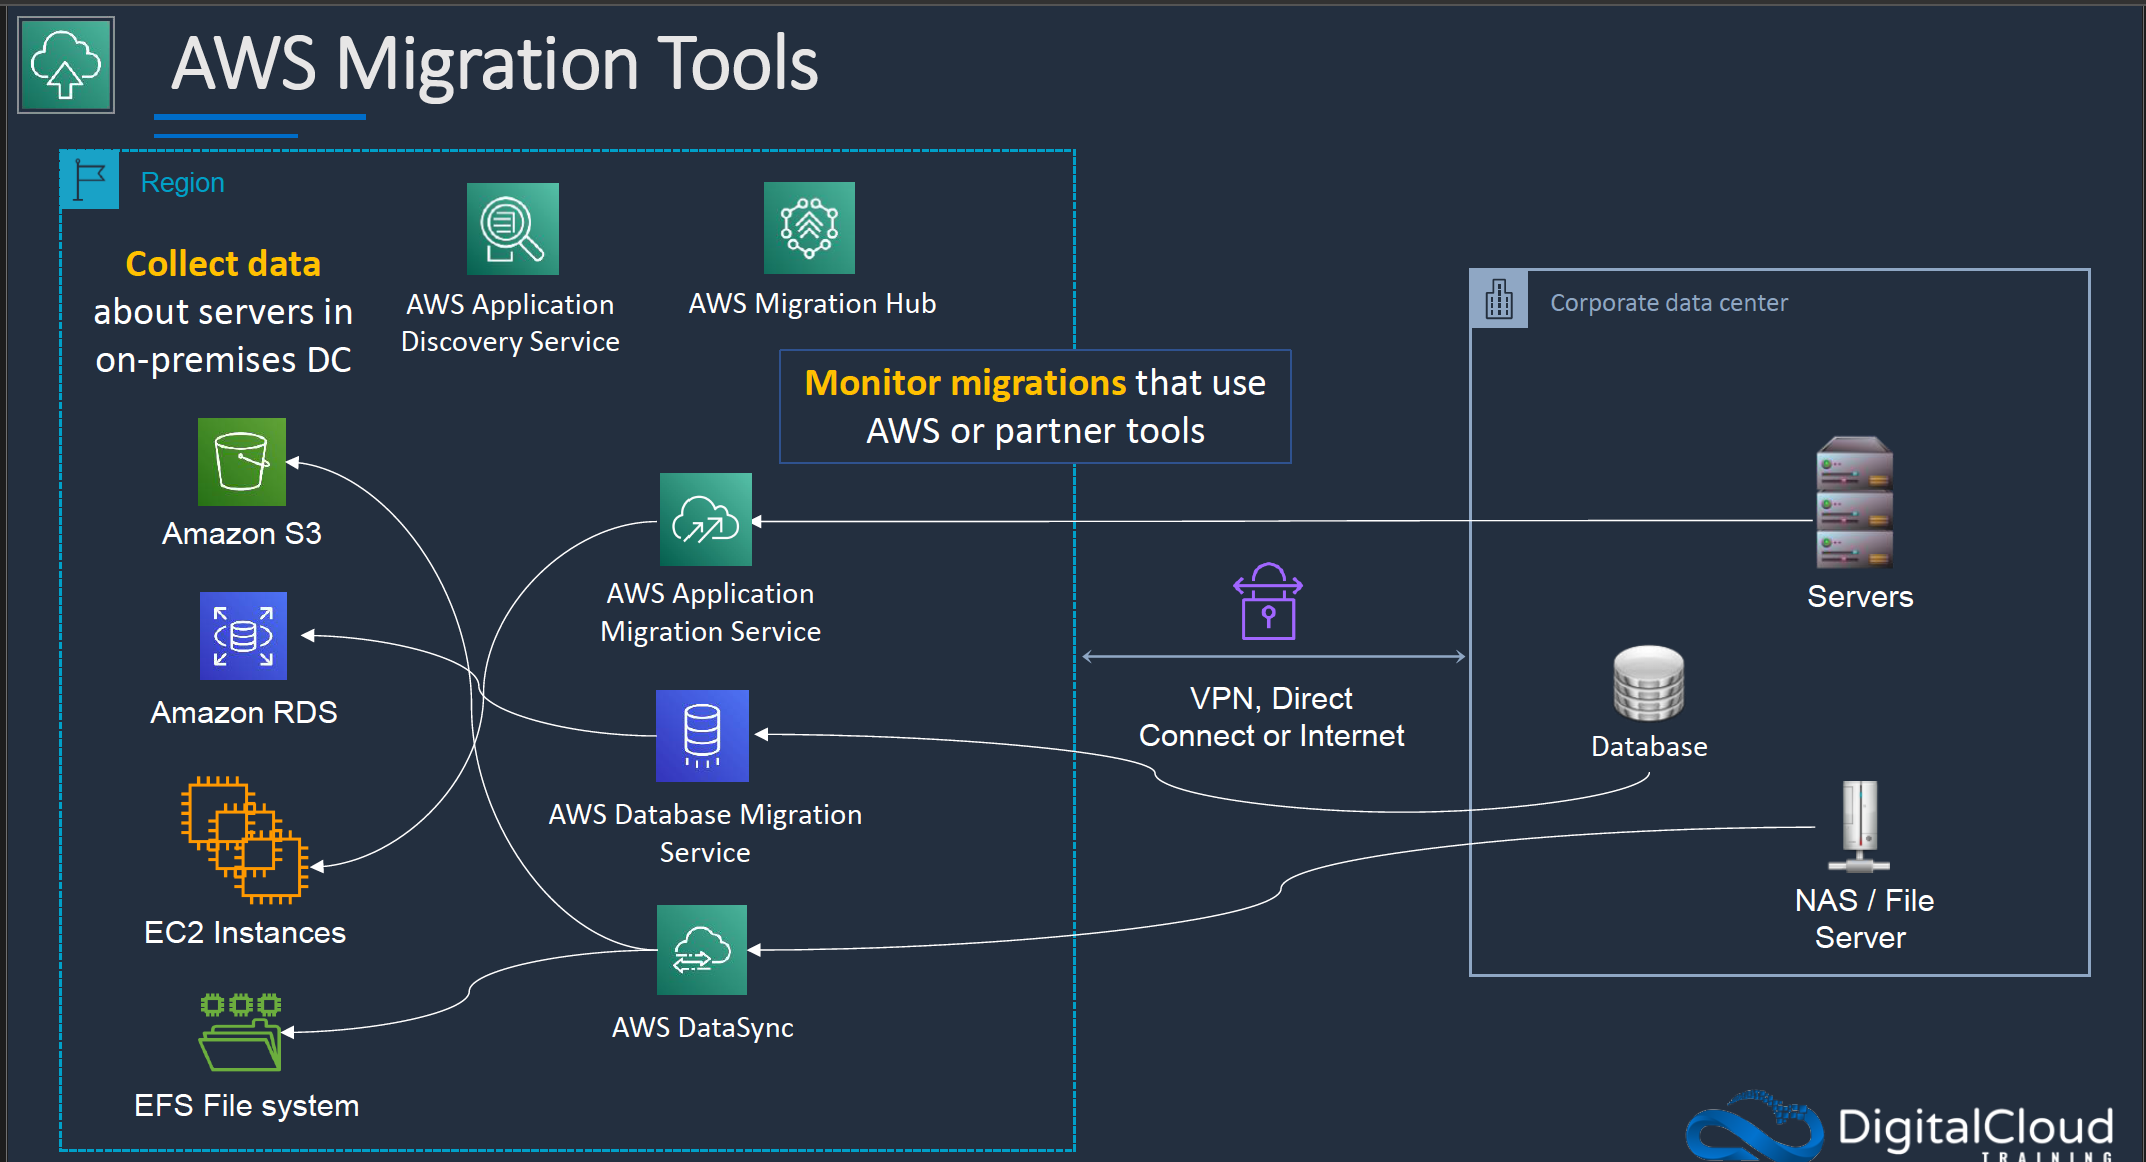 AWS Migration Tools
Region
Collect data
about servers in
on-premises DC
AWS Application
Discovery Service
AWS Migration Hub
Monitor migrations that use
AWS or partner tools
Corporate data center
Amazon S3
AWS Application
Migration Service
Servers
Amazon RDS
VPN, Direct
Connect or Internet
Database
AWS Database Migration
Service
EC2 Instances
NAS / File
Server
AWS DataSync
EFS File system
DigitalCloud
TRAINING